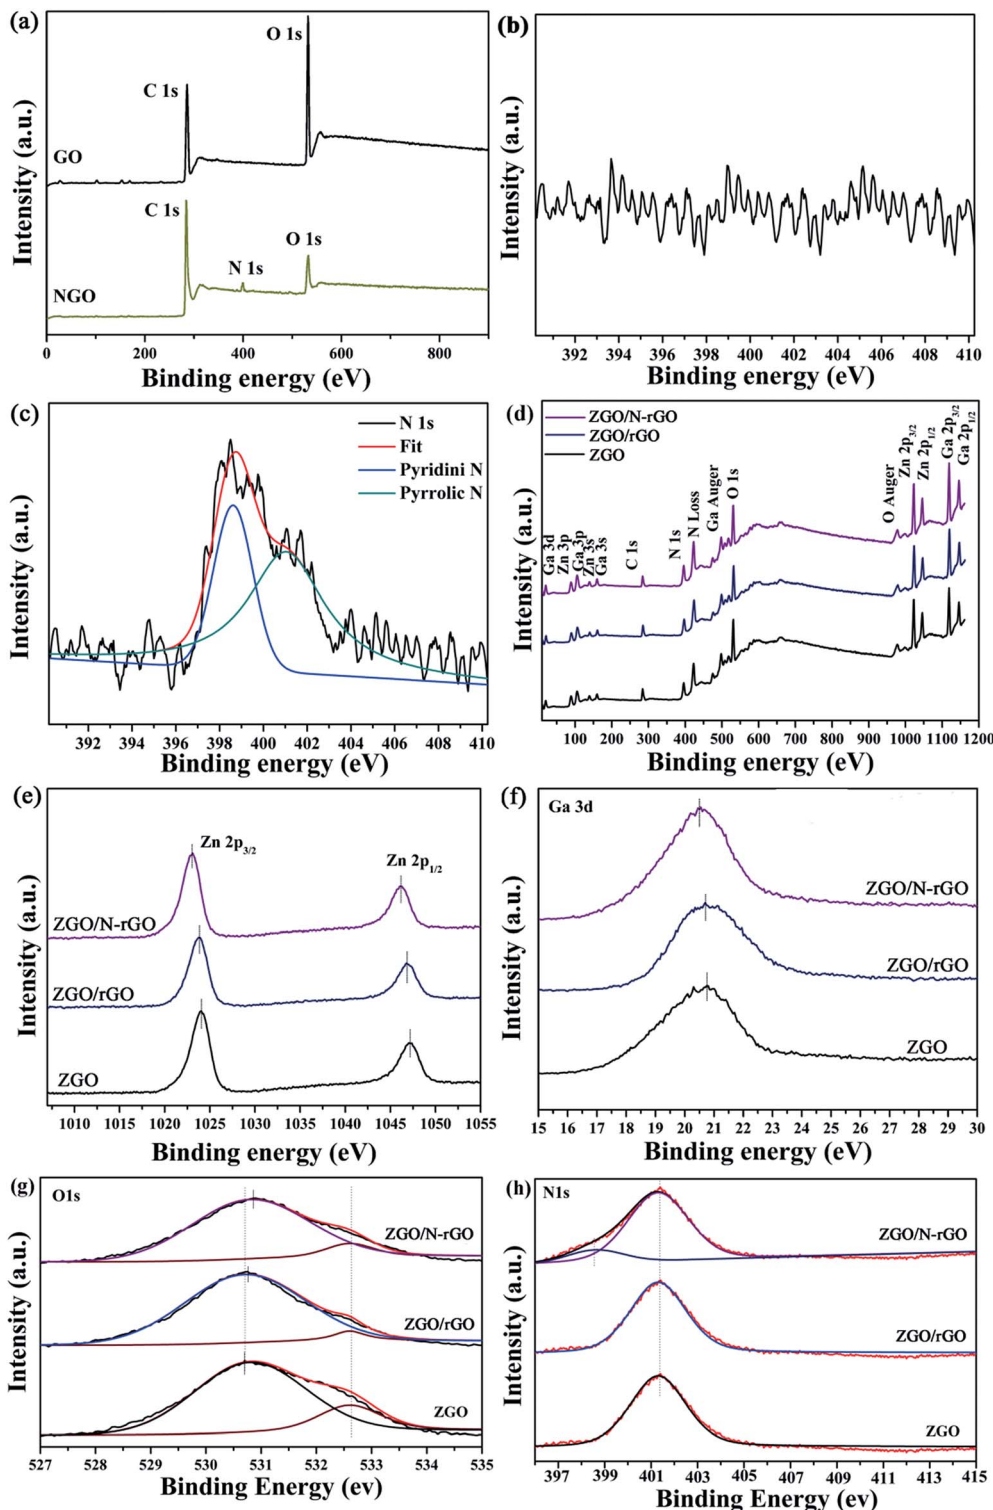 (a)
O 1s
C 1s
GO
C 1s
O 1s
N 1s
NGO
Intensity (a.u.)
0 200 400 600 800
Binding energy (eV)
(b)
Intensity (a.u.)
392 394 396 398 400 402 404 406 408 410
Binding energy (eV)
(c)
N 1s
Fit
Pyridini N
Pyrrolic N
Intensity (a.u.)
392 394 396 398 400 402 404 406 408 410
Binding energy (eV)
(d)
ZGO/N-rGO
ZGO/rGO
ZGO
Ga 3d
Zn 3p
Ga 3p
Zn 3s
Ga 3s
C 1s
N 1s
N Loss
Ga Auger
O 1s
O Auger
Zn 2p3/2
Zn 2p1/2
Ga 2p3/2
Ga 2p1/2
Intensity (a.u.)
100 200 300 400 500 600 700 800 900 1000 1100 1200
Binding energy (eV)
(e)
Zn 2p3/2
Zn 2p1/2
ZGO/N-rGO
ZGO/rGO
ZGO
Intensity (a.u.)
1010 1015 1020 1025 1030 1035 1040 1045 1050 1055
Binding energy (eV)
(f)
Ga 3d
ZGO/N-rGO
ZGO/rGO
ZGO
Intensity (a.u.)
15 16 17 18 19 20 21 22 23 24 25 26 27 28 29 30
Binding energy (eV)
(g)
O1s
ZGO/N-rGO
ZGO/rGO
ZGO
Intensity (a.u.)
527 528 529 530 531 532 533 534 535
Binding Energy (ev)
(h)
N1s
ZGO/N-rGO
ZGO/rGO
ZGO
Intensity (a.u.)
397 399 401 403 405 407 409 411 413 415
Binding Energy (ev)